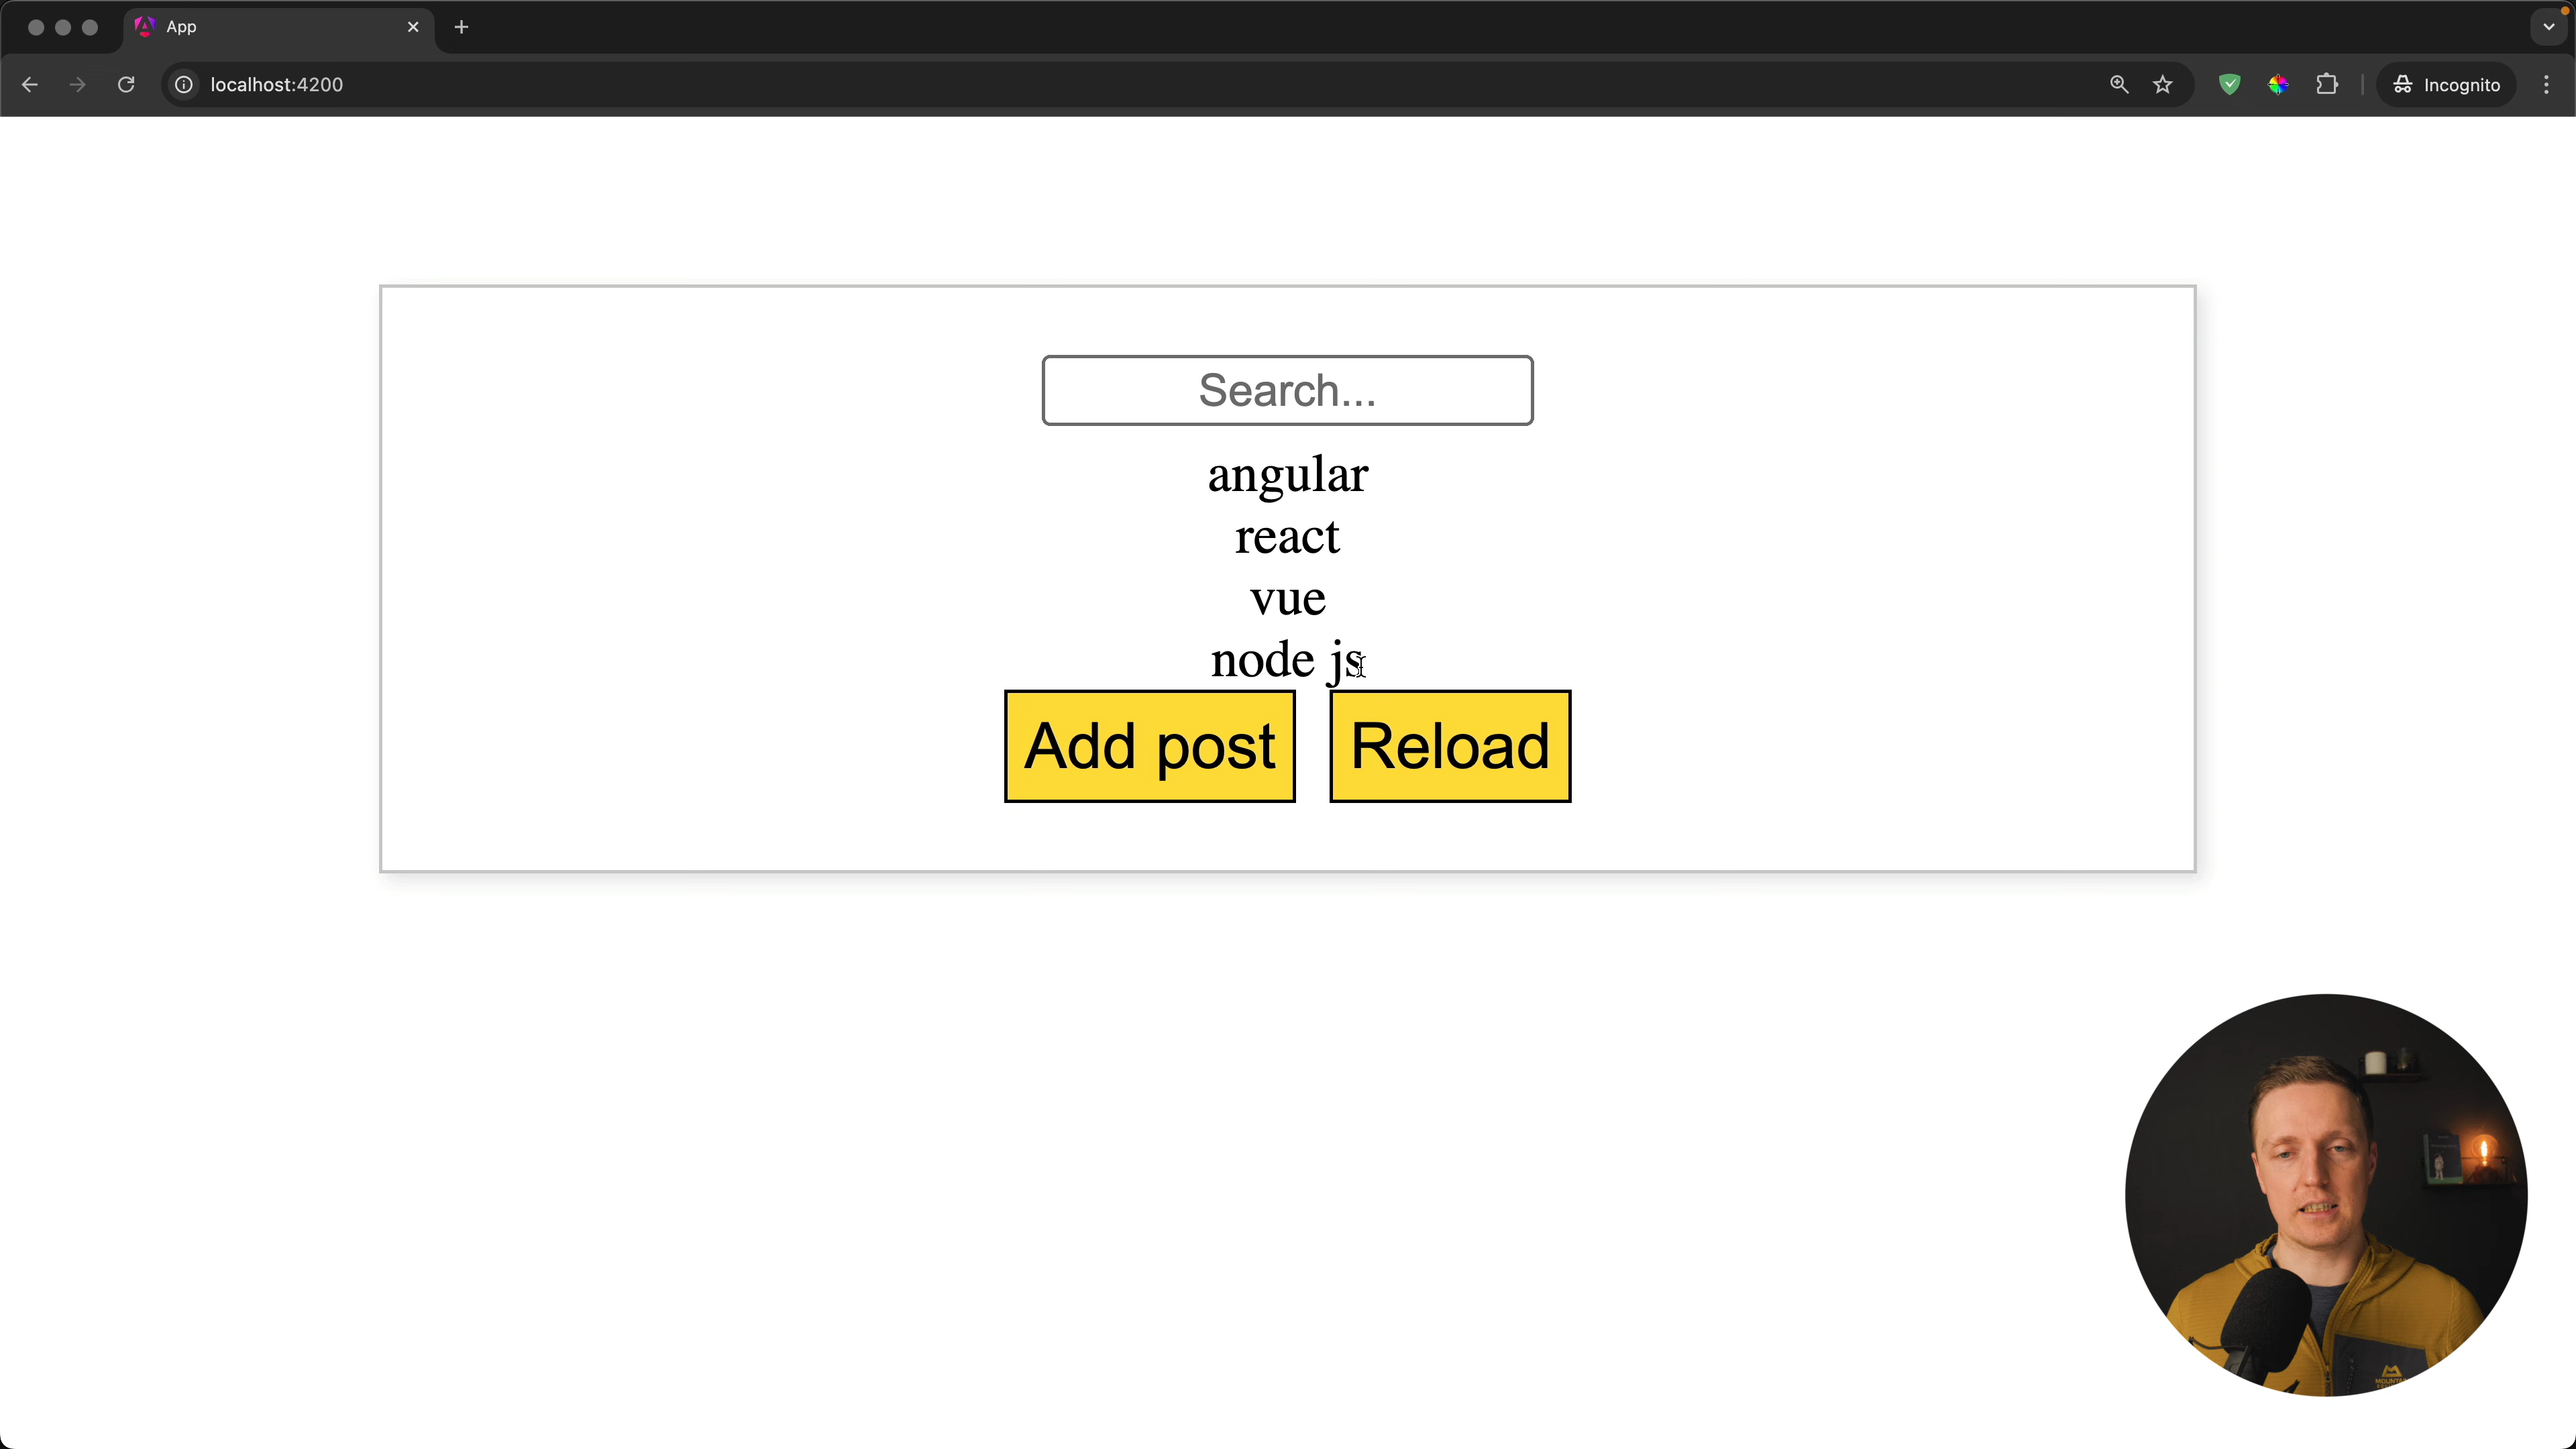 App
localhost:4200
Incognito
Search...
angular
react
vue
node js
Add post
Reload